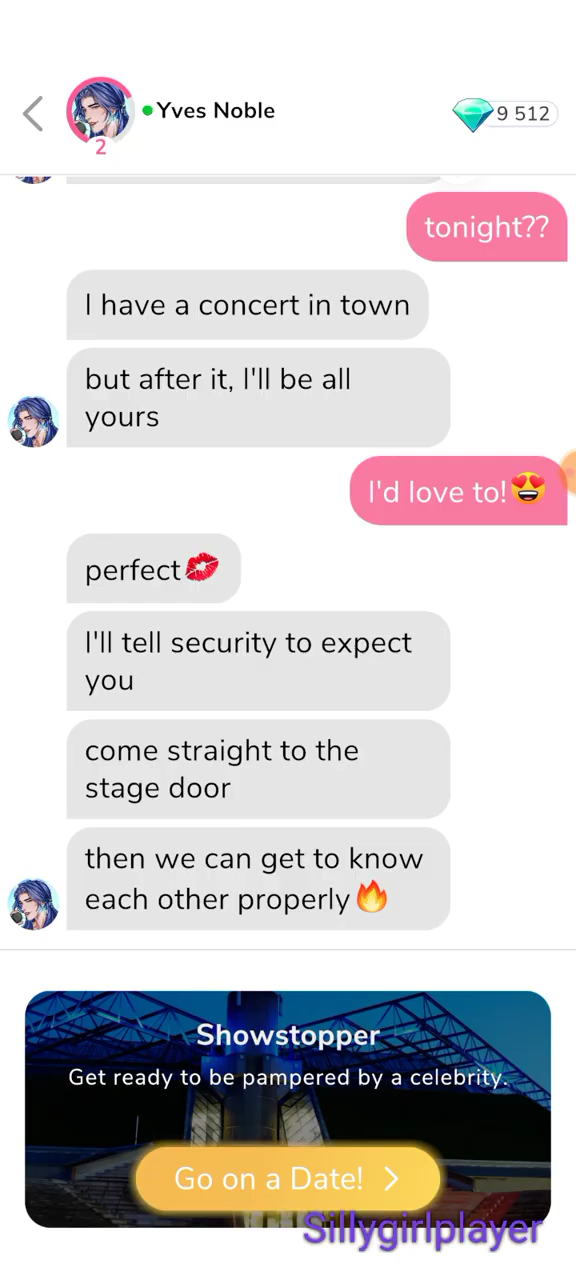 Yves Noble
9 512
2
tonight??
I have a concert in town
but after it, I'll be all
yours
I'd love to!😍
perfect💋
I'll tell security to expect
you
come straight to the
stage door
then we can get to know
each other properly🔥
Showstopper
Get ready to be pampered by a celebrity.
Go on a Date!
Sillygirlplayer